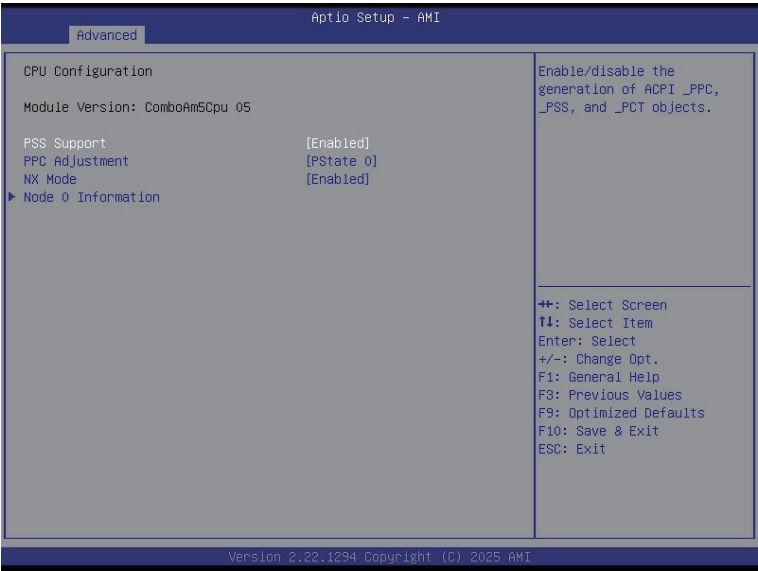 Aptio Setup – AMI
Advanced
CPU Configuration
Module Version: ComboAm5Cpu 05
PSS Support [Enabled]
PPC Adjustment [PState 0]
NX Mode [Enabled]
Node 0 Information
Enable/disable the
generation of ACPI _PPC,
_PSS, and _PCT objects.
→←: Select Screen
↑↓: Select Item
Enter: Select
+/-: Change Opt.
F1: General Help
F3: Previous Values
F9: Optimized Defaults
F10: Save & Exit
ESC: Exit
Version 2.22.1294 Copyright (C) 2025 AMI